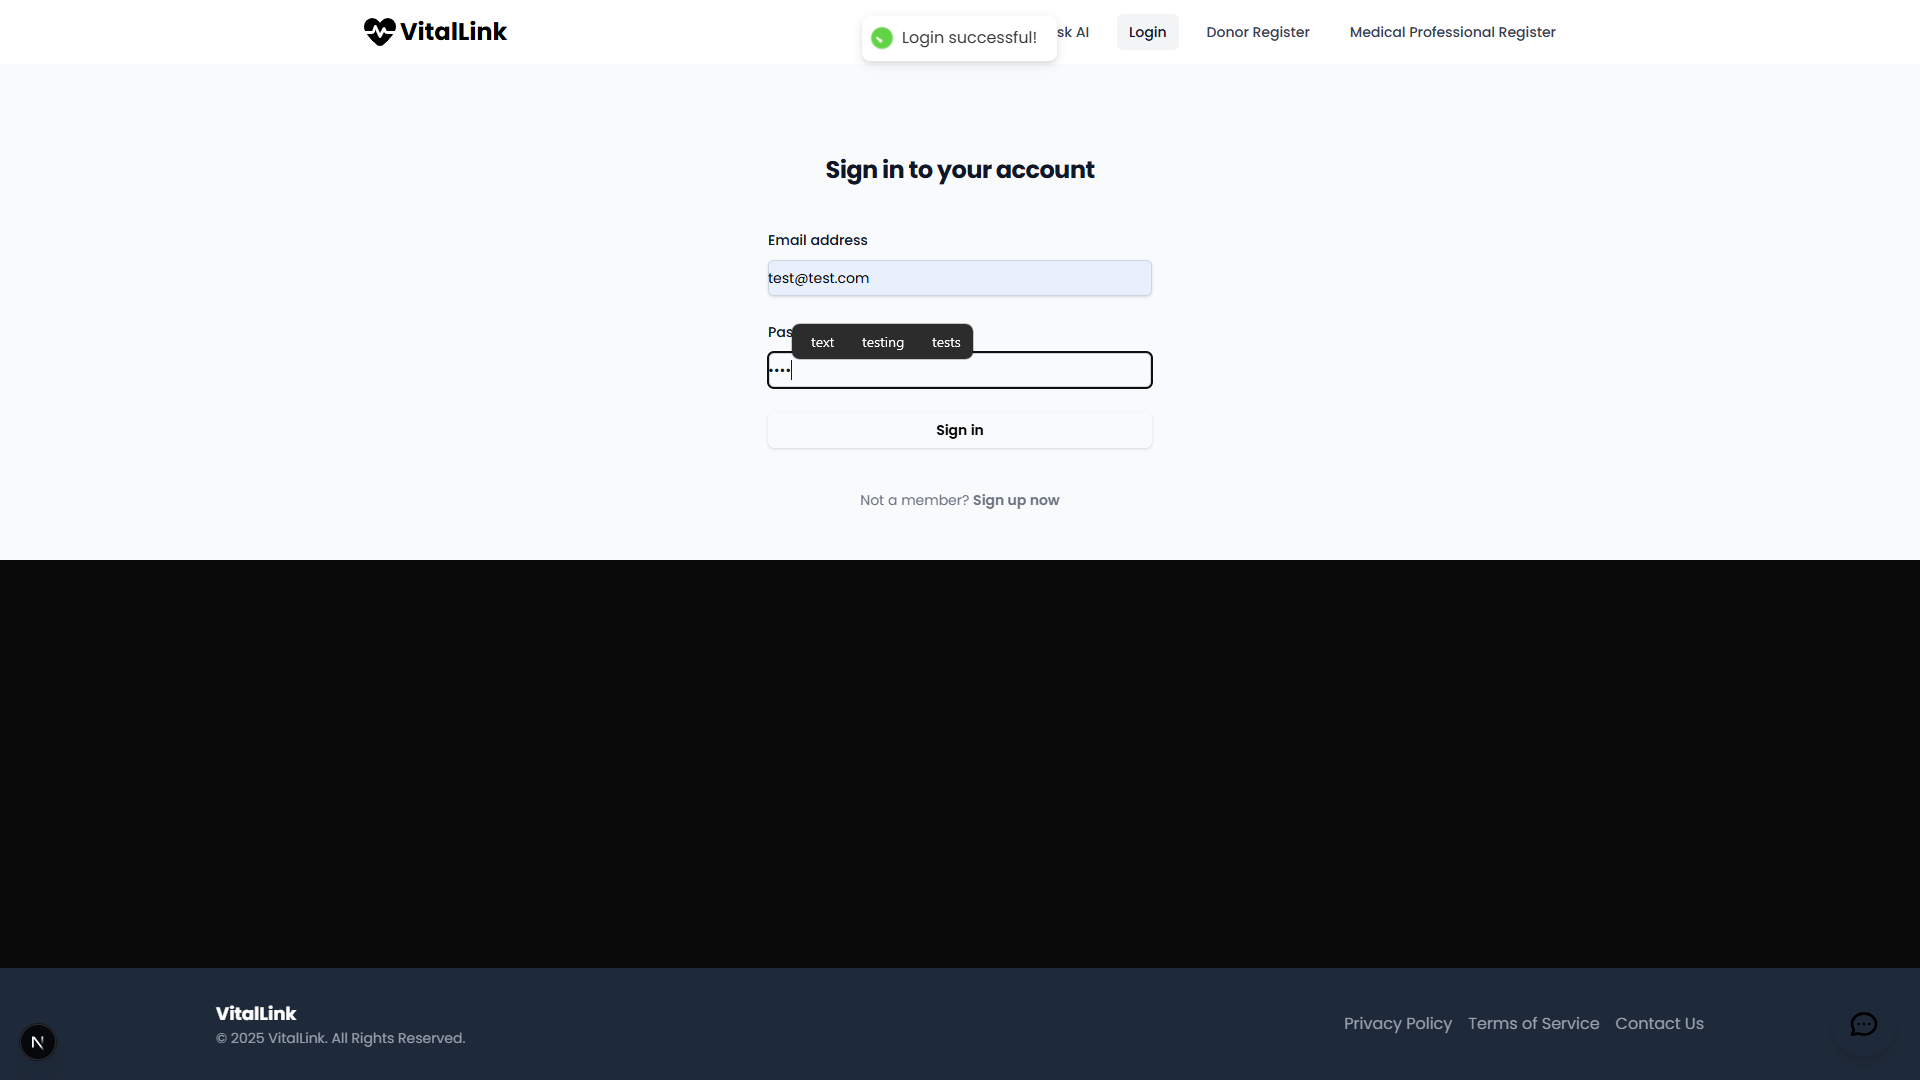 VitalLink
Login successful!
sk AI
Login
Donor Register
Medical Professional Register
Sign in to your account
Email address
test@test.com
Pas
text testing tests
••••
Sign in
Not a member? Sign up now
VitalLink
© 2025 VitalLink. All Rights Reserved.
Privacy Policy
Terms of Service
Contact Us
N